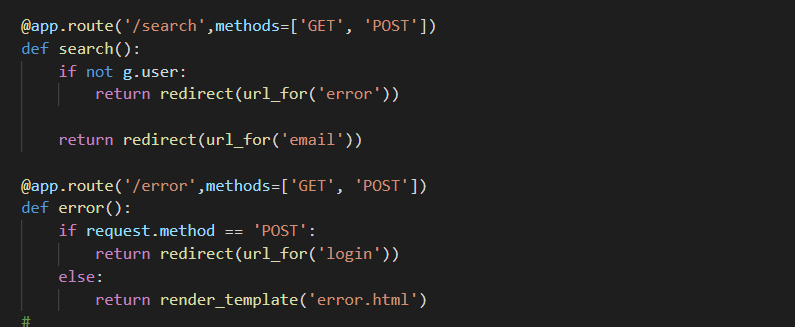 @app.route('/search',methods=['GET', 'POST'])
def search():
    if not g.user:
        return redirect(url_for('error'))

    return redirect(url_for('email'))

@app.route('/error',methods=['GET', 'POST'])
def error():
    if request.method == 'POST':
        return redirect(url_for('login'))
    else:
        return render_template('error.html')
#